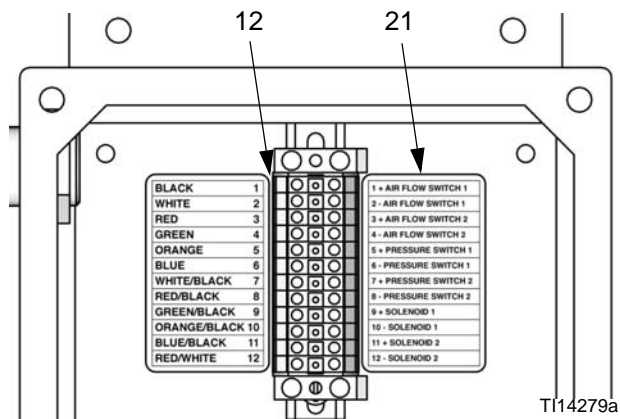 12
21
BLACK 1
WHITE 2
RED 3
GREEN 4
ORANGE 5
BLUE 6
WHITE/BLACK 7
RED/BLACK 8
GREEN/BLACK 9
ORANGE/BLACK 10
BLUE/BLACK 11
RED/WHITE 12
1 + AIR FLOW SWITCH 1
2 - AIR FLOW SWITCH 1
3 + AIR FLOW SWITCH 2
4 - AIR FLOW SWITCH 2
5 + PRESSURE SWITCH 1
6 - PRESSURE SWITCH 1
7 + PRESSURE SWITCH 2
8 - PRESSURE SWITCH 2
9 + SOLENOID 1
10 - SOLENOID 1
11 + SOLENOID 2
12 - SOLENOID 2
TI14279a